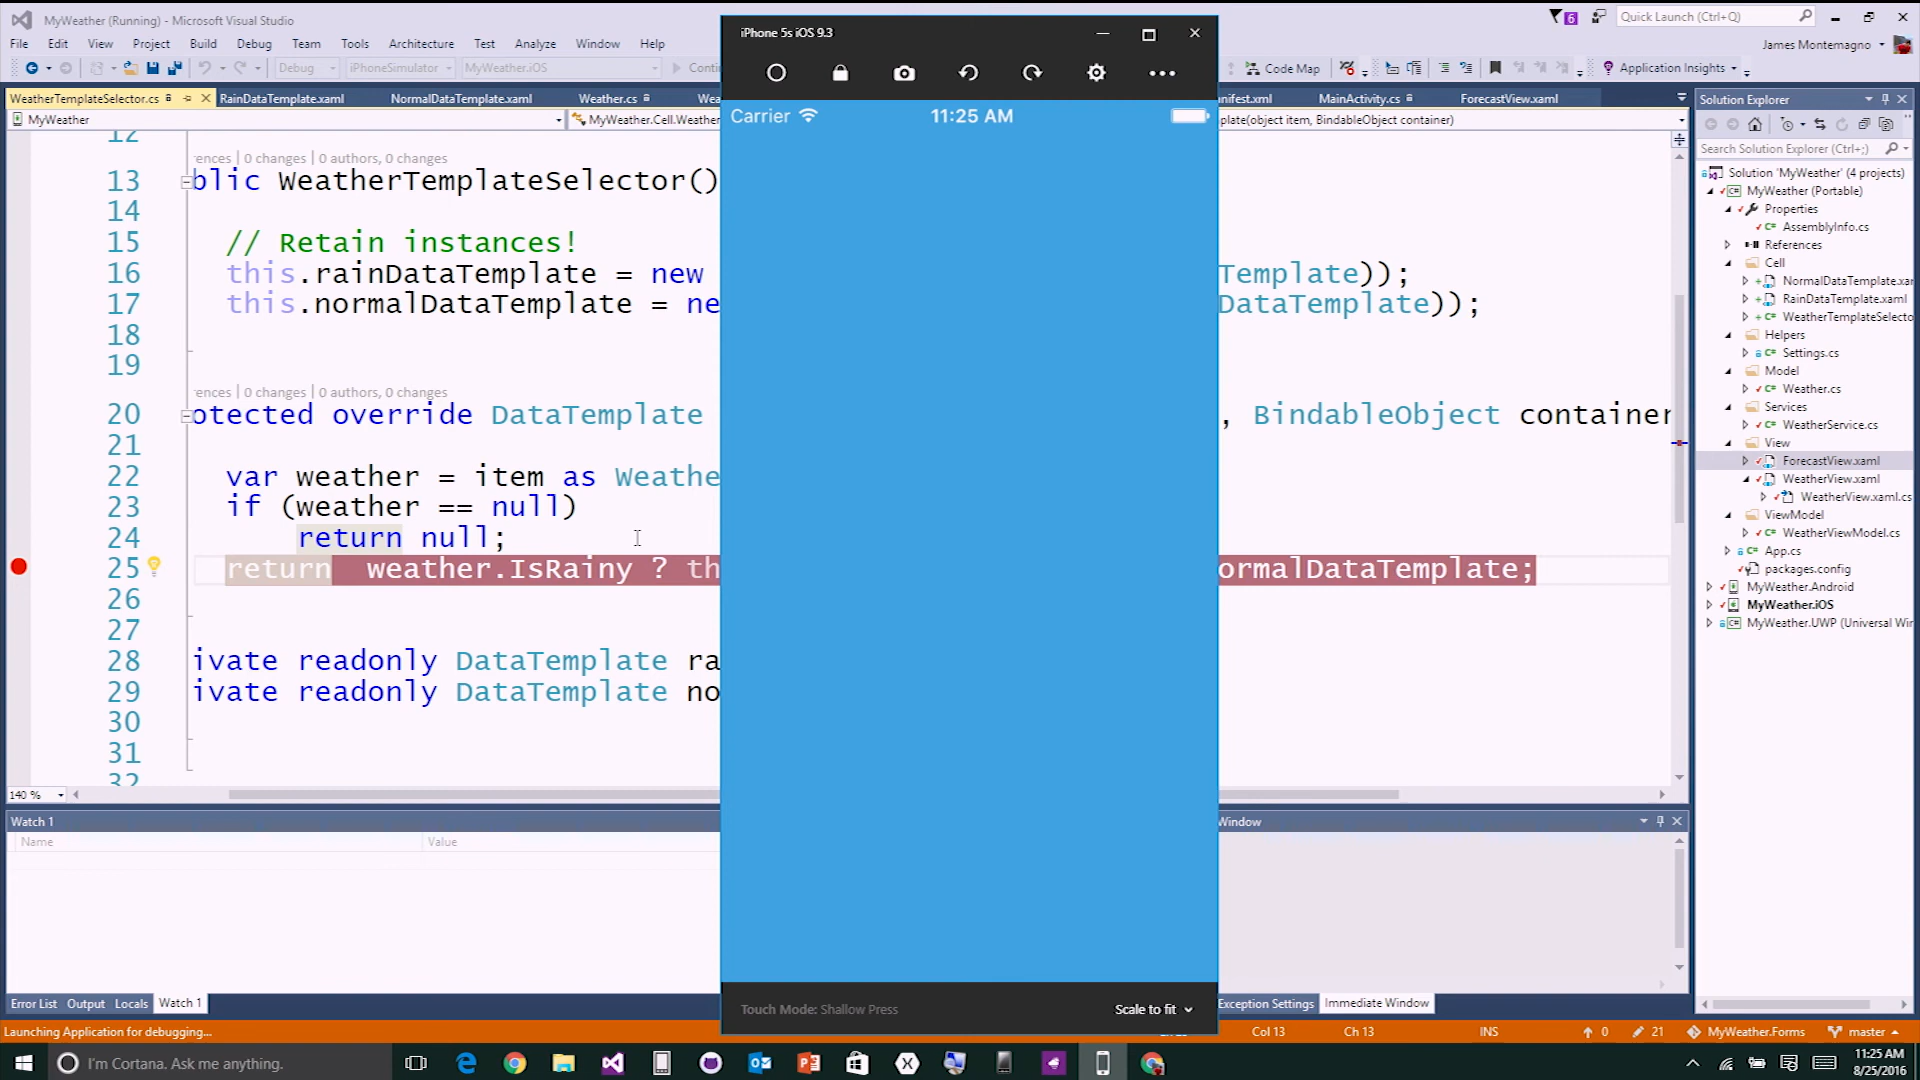 MyWeather (Running) - Microsoft Visual Studio
6
Quick Launch (Ctrl+Q)
File Edit View Project Build Debug Team Tools Architecture Test Analyze Window Help
James Montemagno
Debug iPhoneSimulator MyWeather.iOS
Code Map
Application Insights
WeatherTemplateSelector.cs RainDataTemplate.xaml NormalDataTemplate.xaml Weather.cs
MainActivity.cs ForecastView.xaml
MyWeather
MyWeather.Cell.Weather
plate(object item, BindableObject container)
12
rences | 0 changes | 0 authors, 0 changes
13 blic WeatherTemplateSelector()
14
15 // Retain instances!
16 this.rainDataTemplate = new Template));
17 this.normalDataTemplate = ne DataTemplate));
18
19
rences | 0 changes | 0 authors, 0 changes
20 otected override DataTemplate , BindableObject container
21
22 var weather = item as Weathe
23 if (weather == null)
24 return null;
25 return weather.IsRainy ? th ormalDataTemplate;
26
27
28 ivate readonly DataTemplate ra
29 ivate readonly DataTemplate no
30
31
32
140 %
iPhone 5s iOS 9.3
Carrier 11:25 AM
Touch Mode: Shallow Press
Scale to fit
Solution Explorer
Search Solution Explorer (Ctrl+;)
Solution 'MyWeather' (4 projects)
MyWeather (Portable)
Properties
AssemblyInfo.cs
References
Cell
NormalDataTemplate.xar
RainDataTemplate.xaml
WeatherTemplateSelecto
Helpers
Settings.cs
Model
Weather.cs
Services
WeatherService.cs
View
ForecastView.xaml
WeatherView.xaml
WeatherView.xaml.cs
ViewModel
WeatherViewModel.cs
App.cs
packages.config
MyWeather.Android
MyWeather.iOS
MyWeather.UWP (Universal Wir
Watch 1
Window
Name Value
Error List Output Locals Watch 1
Exception Settings Immediate Window
Launching Application for debugging...
Col 13 Ch 13 INS 0 21 MyWeather.Forms master
I'm Cortana. Ask me anything.
11:25 AM
8/25/2016